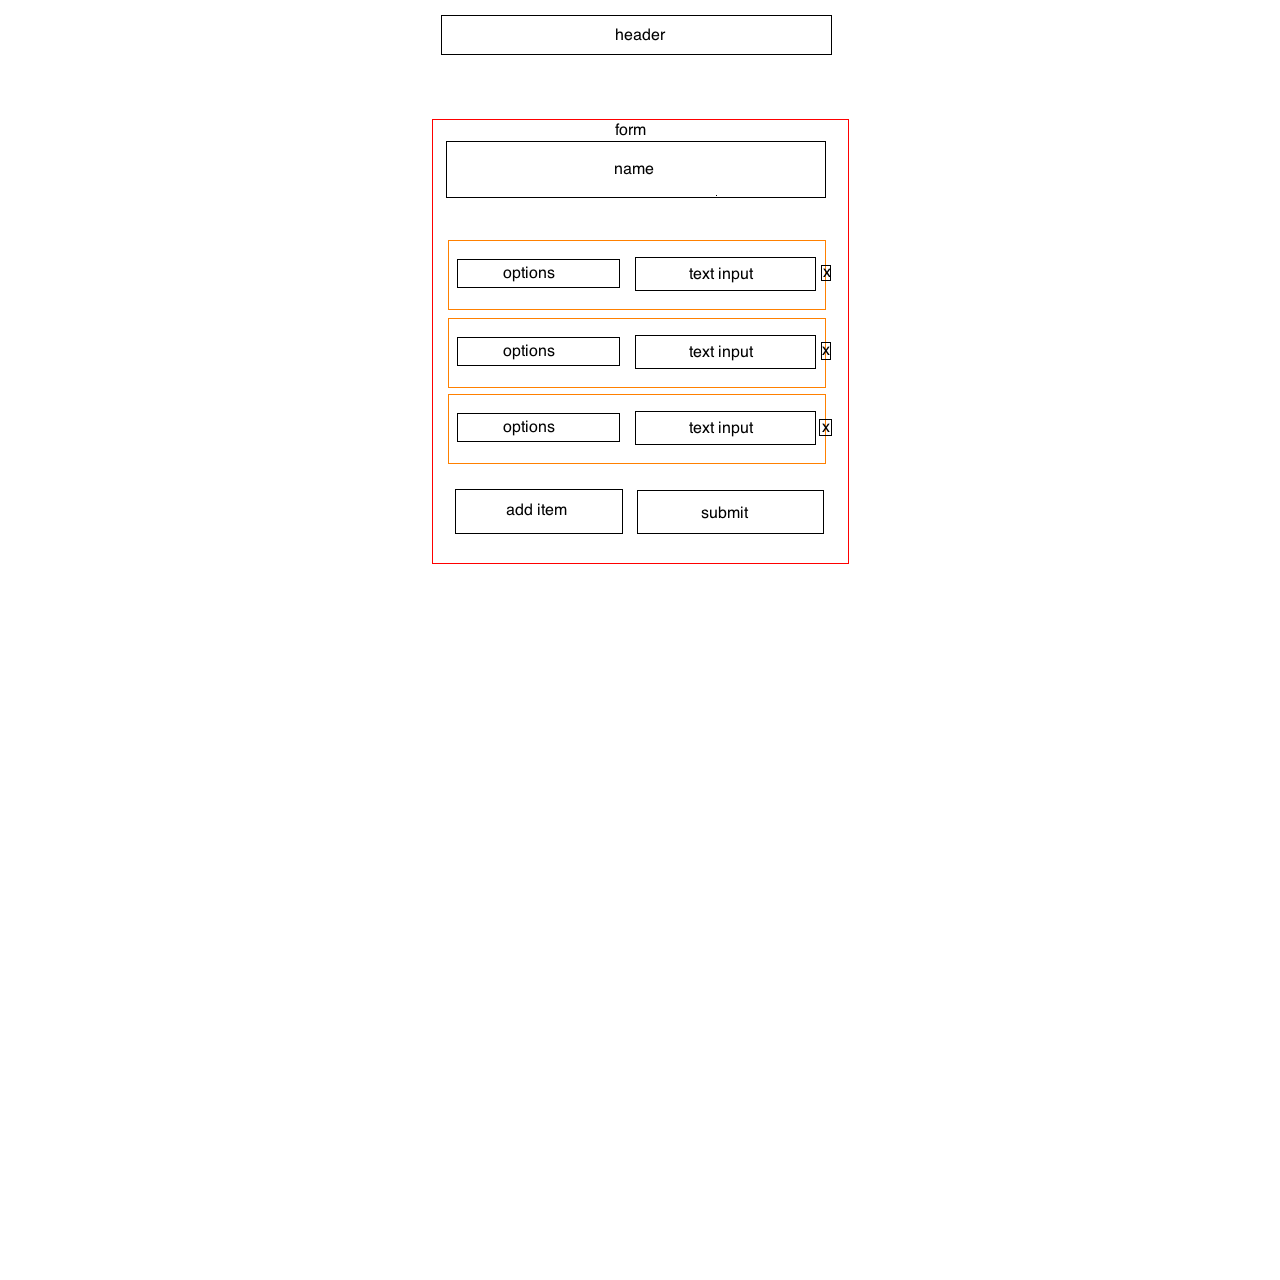 header
form
name
options text input x
options text input x
options text input x
add item submit